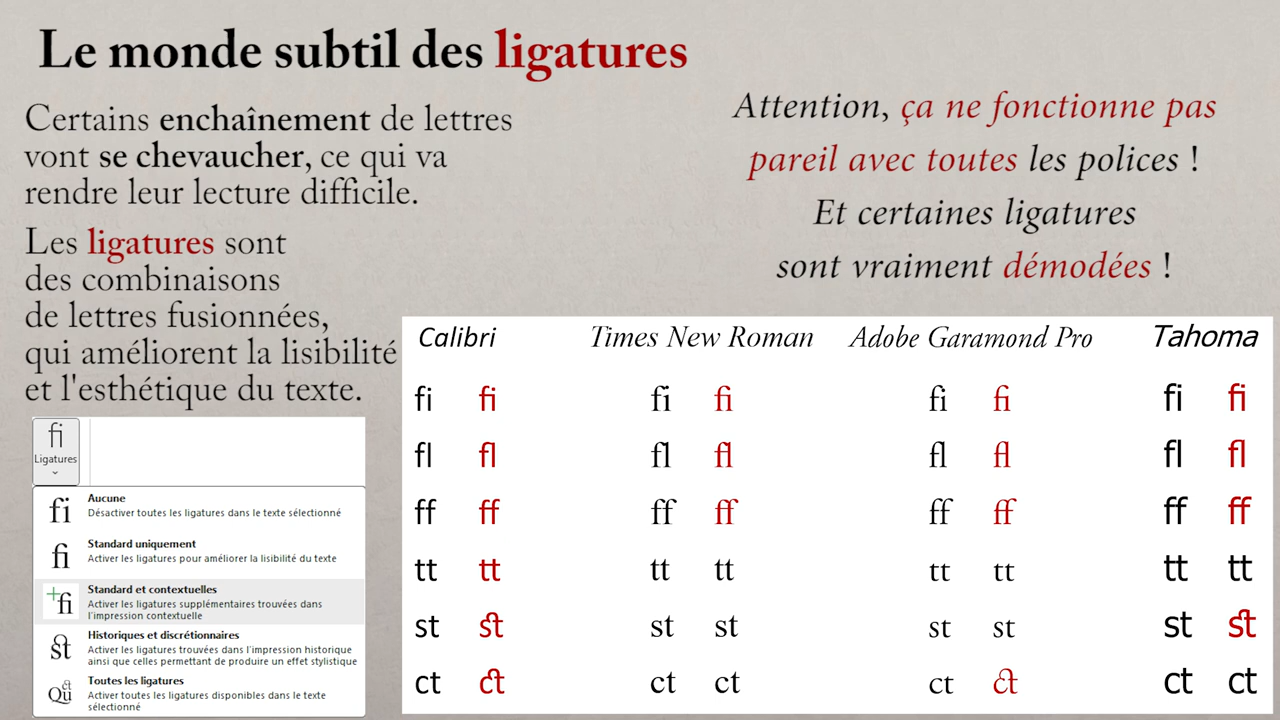 Le monde subtil des ligatures
Certains enchaînement de lettres
vont se chevaucher, ce qui va
rendre leur lecture difficile.
Les ligatures sont
des combinaisons
de lettres fusionnées,
qui améliorent la lisibilité
et l'esthétique du texte.
Attention, ça ne fonctionne pas
pareil avec toutes les polices !
Et certaines ligatures
sont vraiment démodées !
fi
Ligatures
fi Aucune
Désactiver toutes les ligatures dans le texte sélectionné
fi Standard uniquement
Activer les ligatures pour améliorer la lisibilité du texte
+fi Standard et contextuelles
Activer les ligatures supplémentaires trouvées dans
l'impression contextuelle
st Historiques et discrétionnaires
Activer les ligatures trouvées dans l'impression historique
ainsi que celles permettant de produire un effet stylistique
ct
Qu Toutes les ligatures
Activer toutes les ligatures disponibles dans le texte
sélectionné
Calibri Times New Roman Adobe Garamond Pro Tahoma
fi fi fi fi fi fi fi fi
fl fl fl fl fl fl fl fl
ff ff ff ff ff ff ff ff
tt tt tt tt tt tt tt tt
st st st st st st st st
ct ct ct ct ct ct ct ct